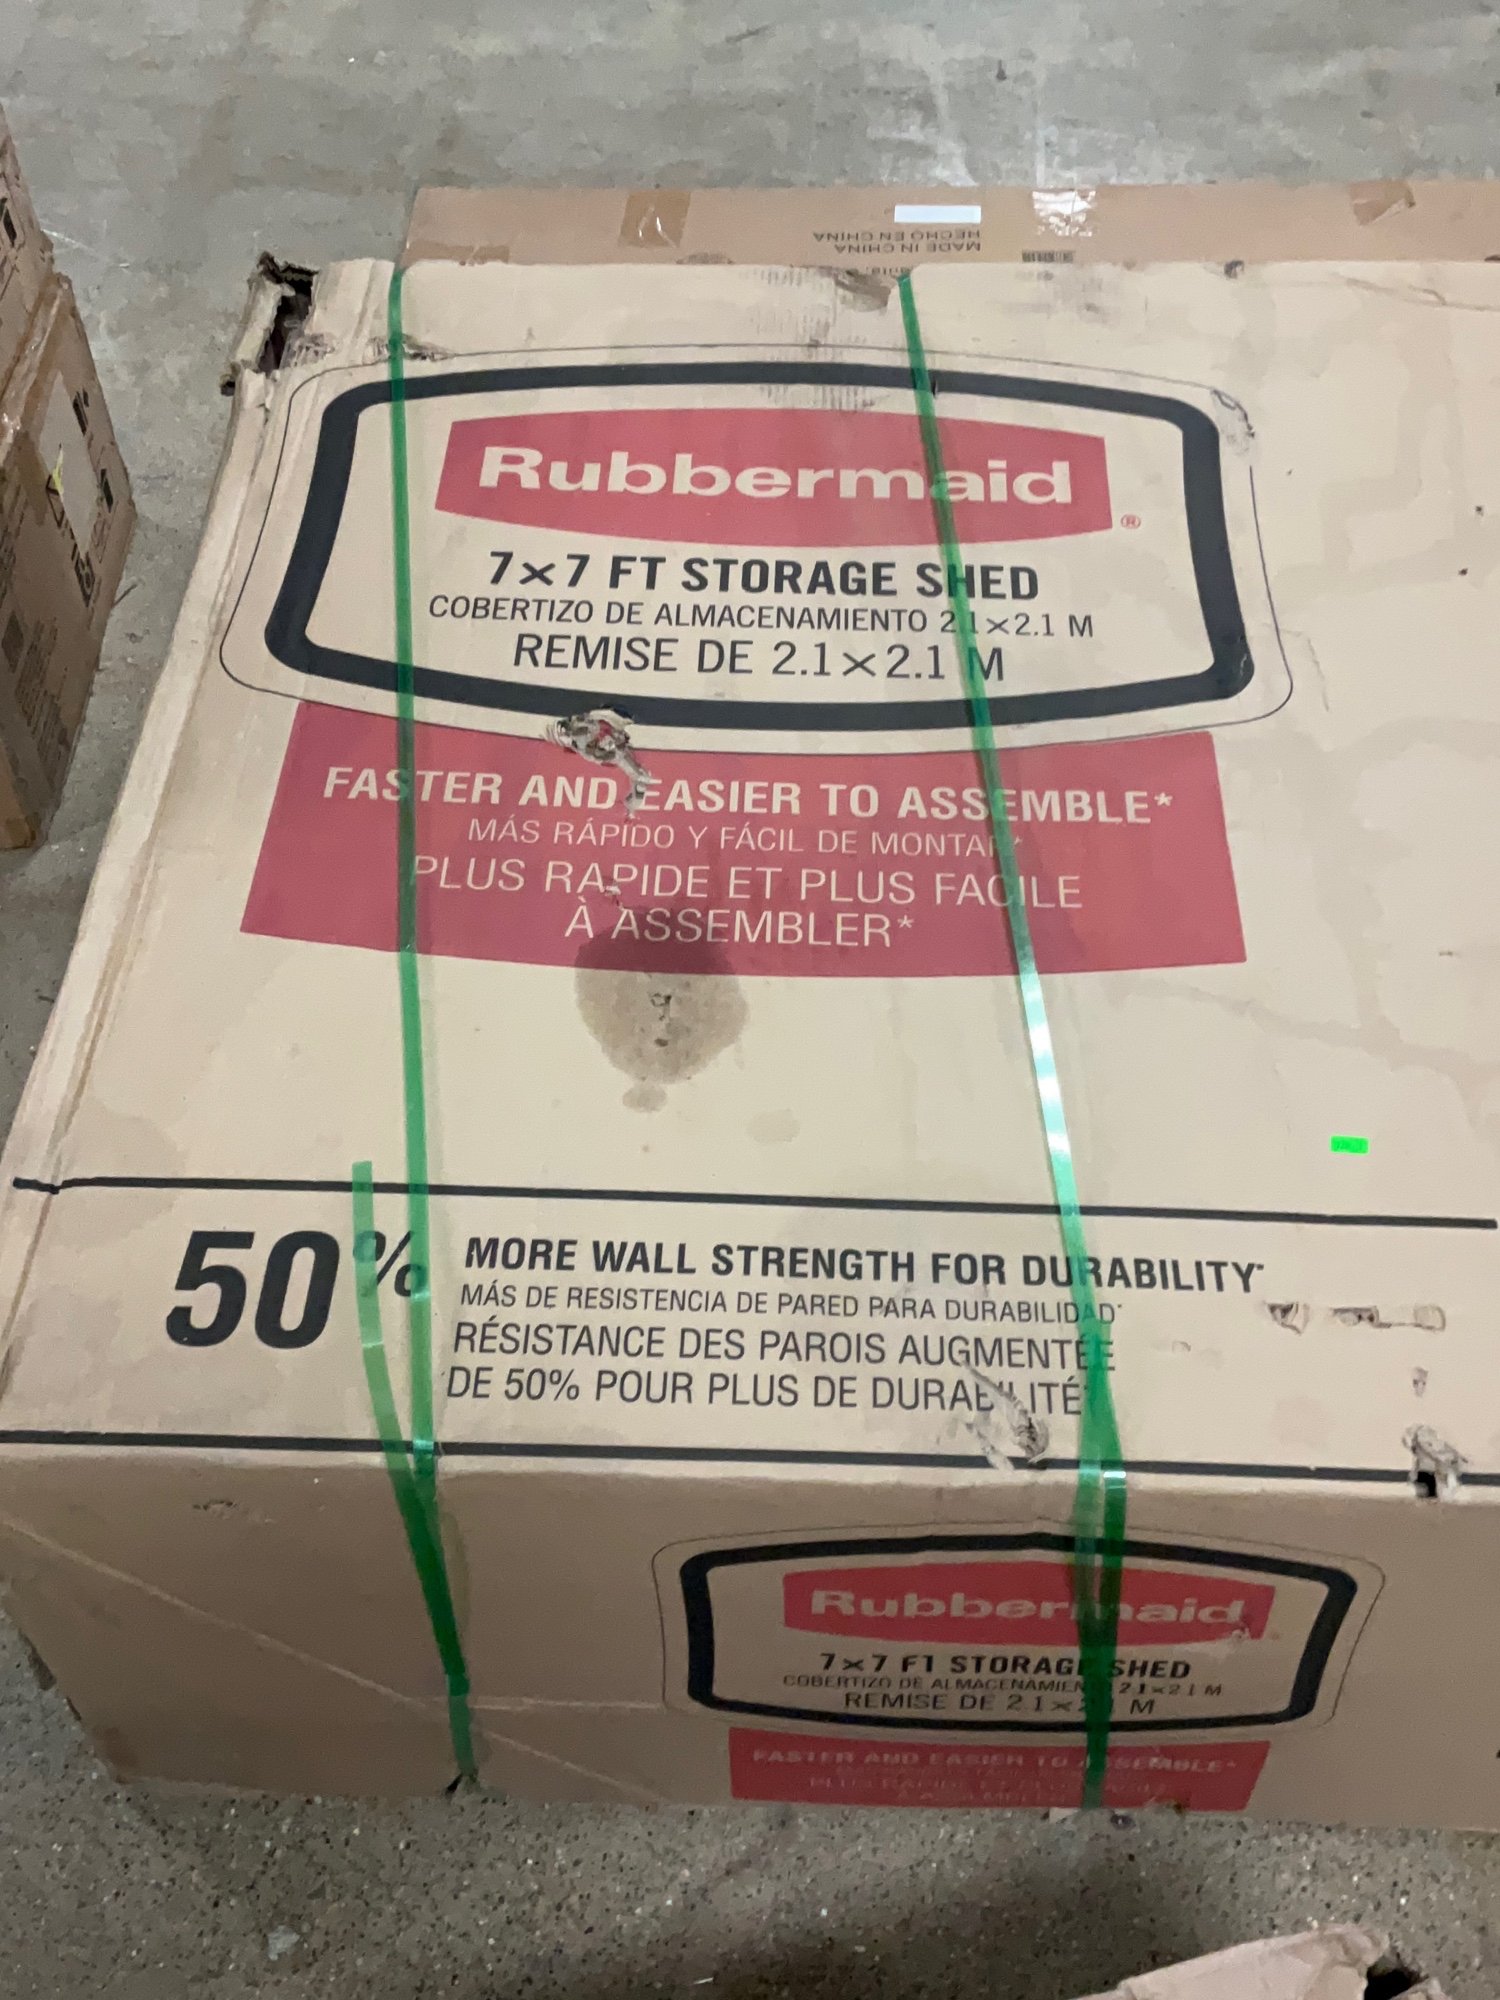 HECHO EN CHINA
MADE IN CHINA
Rubbermaid®
7×7 FT STORAGE SHED
COBERTIZO DE ALMACENAMIENTO 2.1×2.1 M
REMISE DE 2.1×2.1 M
FASTER AND EASIER TO ASSEMBLE*
MÁS RÁPIDO Y FÁCIL DE MONTAR*
PLUS RAPIDE ET PLUS FACILE
À ASSEMBLER*
50% MORE WALL STRENGTH FOR DURABILITY*
MÁS DE RESISTENCIA DE PARED PARA DURABILIDAD*
RÉSISTANCE DES PAROIS AUGMENTÉE
DE 50% POUR PLUS DE DURABILITÉ*
Rubbermaid
7×7 FT STORAGE SHED
COBERTIZO DE ALMACENAMIEN 2.1×2.1 M
REMISE DE 2.1×2.1 M
FASTER AND EASIER TO ASSEMBLE*